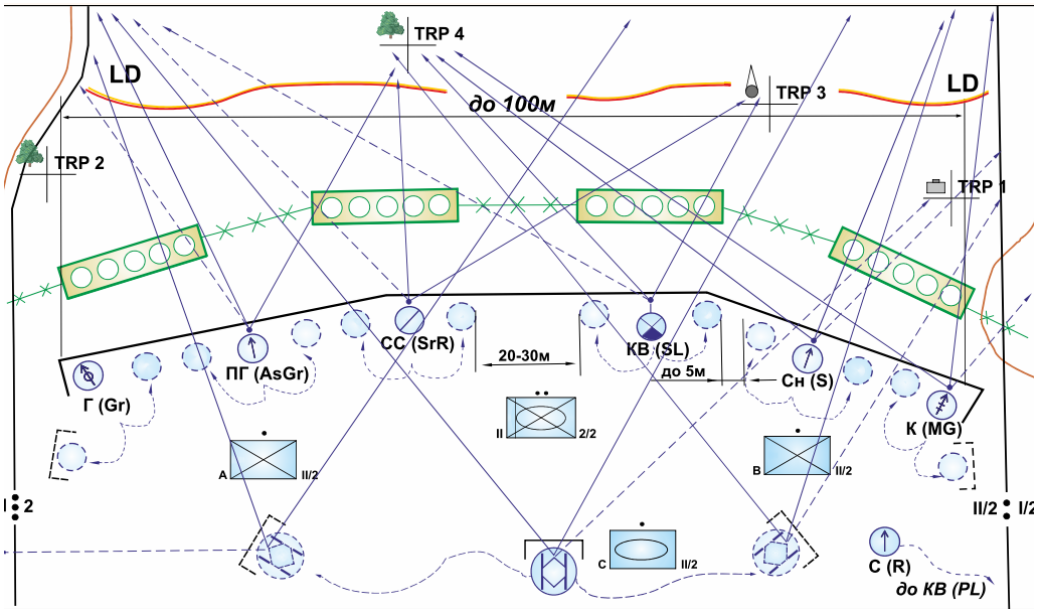 TRP 4
LD
LD
до 100м
TRP 3
TRP 2
TRP 1
СС (SrR)
КВ (SL)
20-30м
до 5м
ПГ (AsGr)
Сн (S)
Г (Gr)
К (MG)
II
2/2
A
II/2
B
II/2
2
II/2
I/2
C
II/2
С (R)
до КВ (PL)